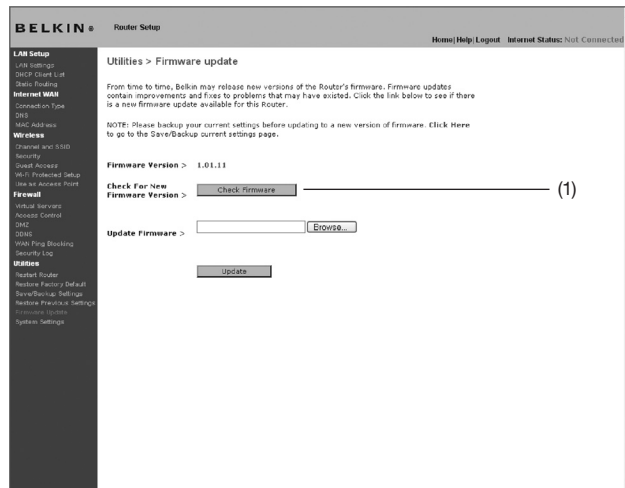 BELKIN®
Router Setup
Home|Help|Logout Internet Status: Not Connected
LAN Setup
LAN Settings
DHCP Client List
Static Routing
Internet WAN
Connection Type
DNS
MAC Address
Wireless
Channel and SSID
Security
Guest Access
Wi-Fi Protected Setup
Use as Access Point
Firewall
Virtual Servers
Access Control
DMZ
DDNS
WAN Ping Blocking
Security Log
Utilities
Restart Router
Restore Factory Default
Save/Backup Settings
Restore Previous Settings
Firmware Update
System Settings
Utilities > Firmware update
From time to time, Belkin may release new versions of the Router's firmware. Firmware updates
contain improvements and fixes to problems that may have existed. Click the link below to see if there
is a new firmware update available for this Router.
NOTE: Please backup your current settings before updating to a new version of firmware. Click Here
to go to the Save/Backup current settings page.
Firmware Version > 1.01.11
Check For New
Firmware Version >
Check Firmware
(1)
Update Firmware >
Browse...
Update